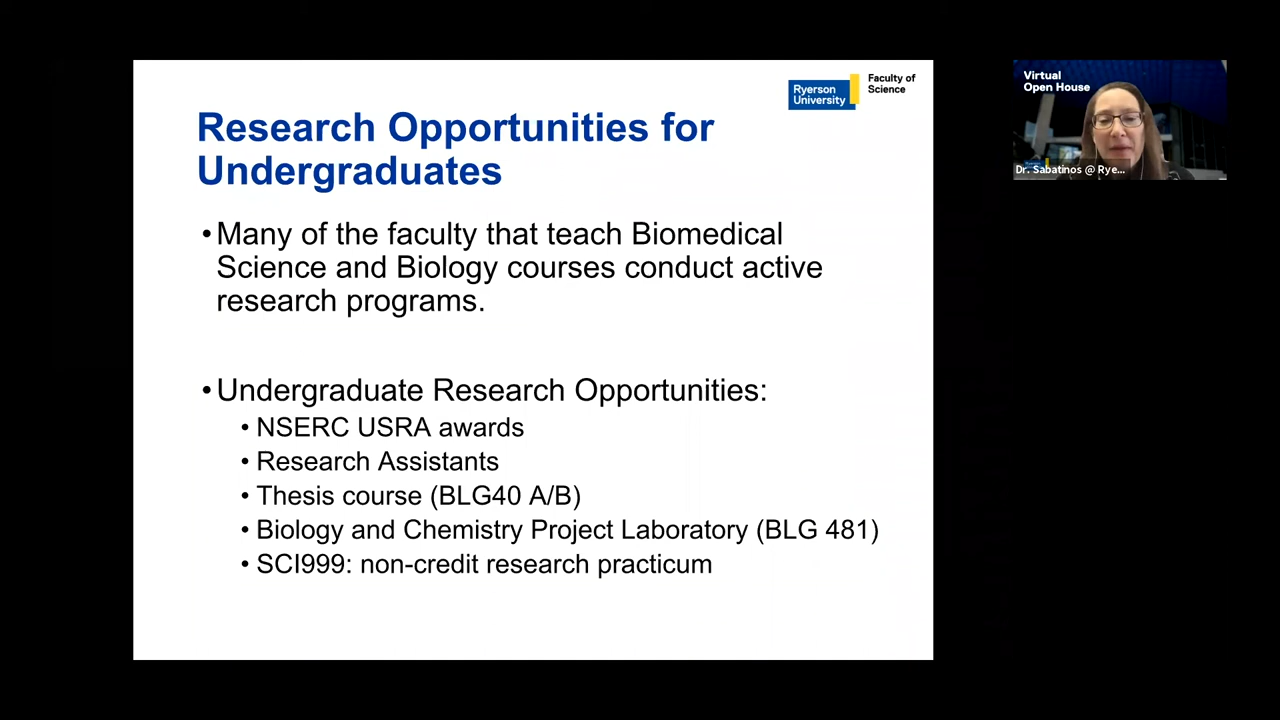 Ryerson
University
Faculty of
Science
Research Opportunities for
Undergraduates
•Many of the faculty that teach Biomedical
Science and Biology courses conduct active
research programs.
•Undergraduate Research Opportunities:
• NSERC USRA awards
• Research Assistants
• Thesis course (BLG40 A/B)
• Biology and Chemistry Project Laboratory (BLG 481)
• SCI999: non-credit research practicum
Virtual
Open House
Dr. Sabatinos @ Rye...